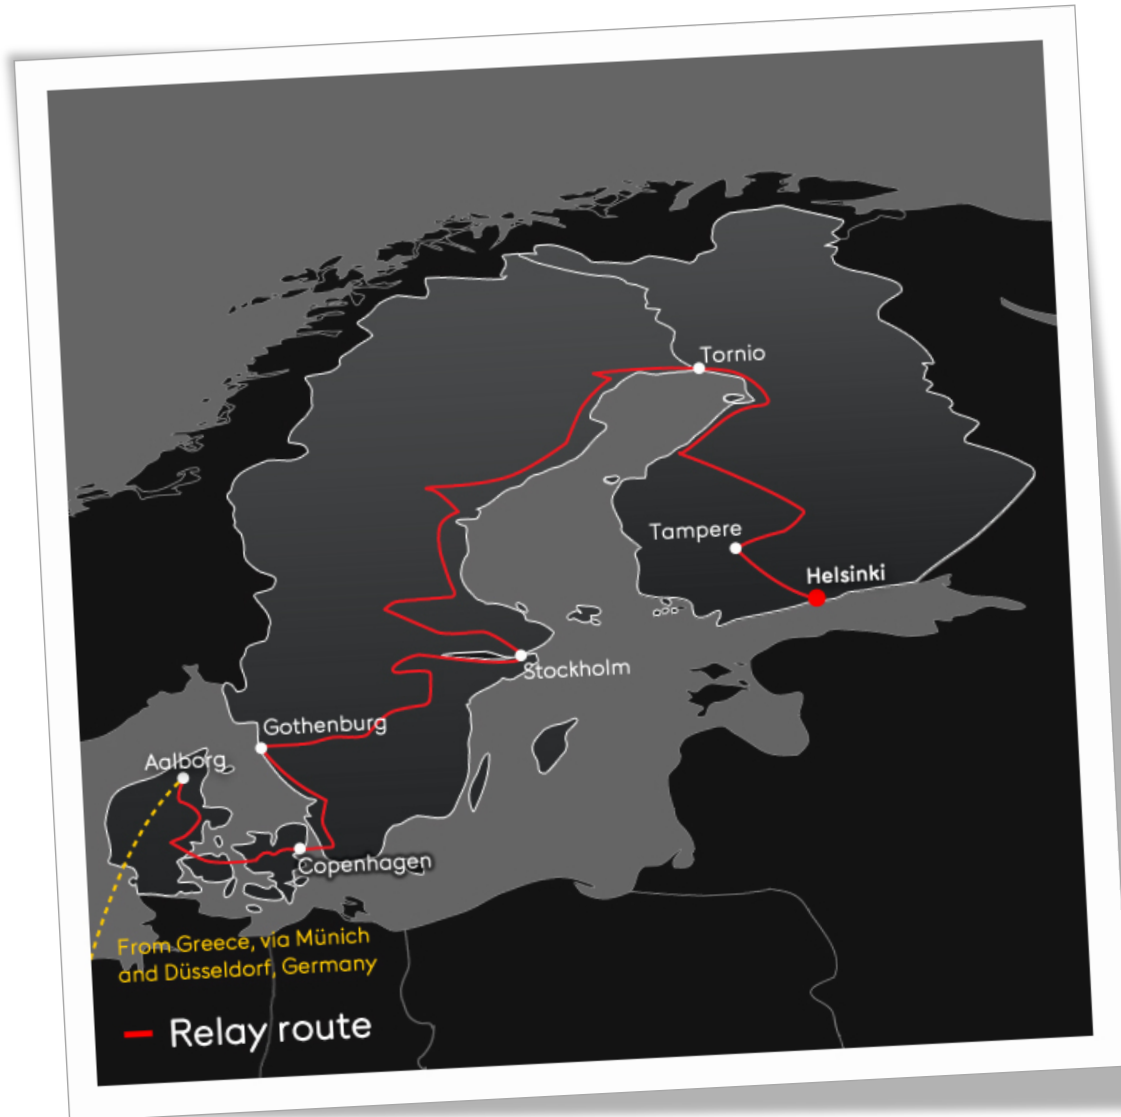 Tornio
Tampere
Helsinki
Stockholm
Gothenburg
Aalborg
Copenhagen
From Greece, via Münich
and Düsseldorf, Germany
Relay route